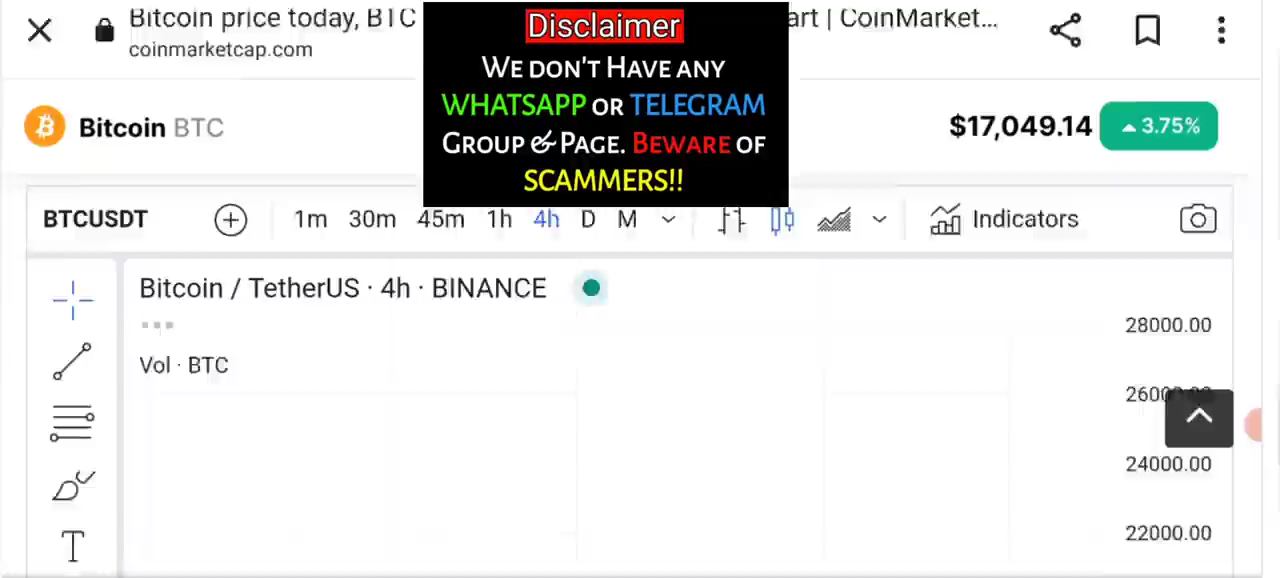 Bitcoin price today, BTC
art | CoinMarket...
coinmarketcap.com
Disclaimer
We don't Have any
WHATSAPP or TELEGRAM
Group & Page. Beware of
SCAMMERS!!
Bitcoin BTC
$17,049.14
3.75%
BTCUSDT
1m 30m 45m 1h 4h D M
Indicators
Bitcoin / TetherUS · 4h · BINANCE
Vol · BTC
28000.00
24000.00
22000.00